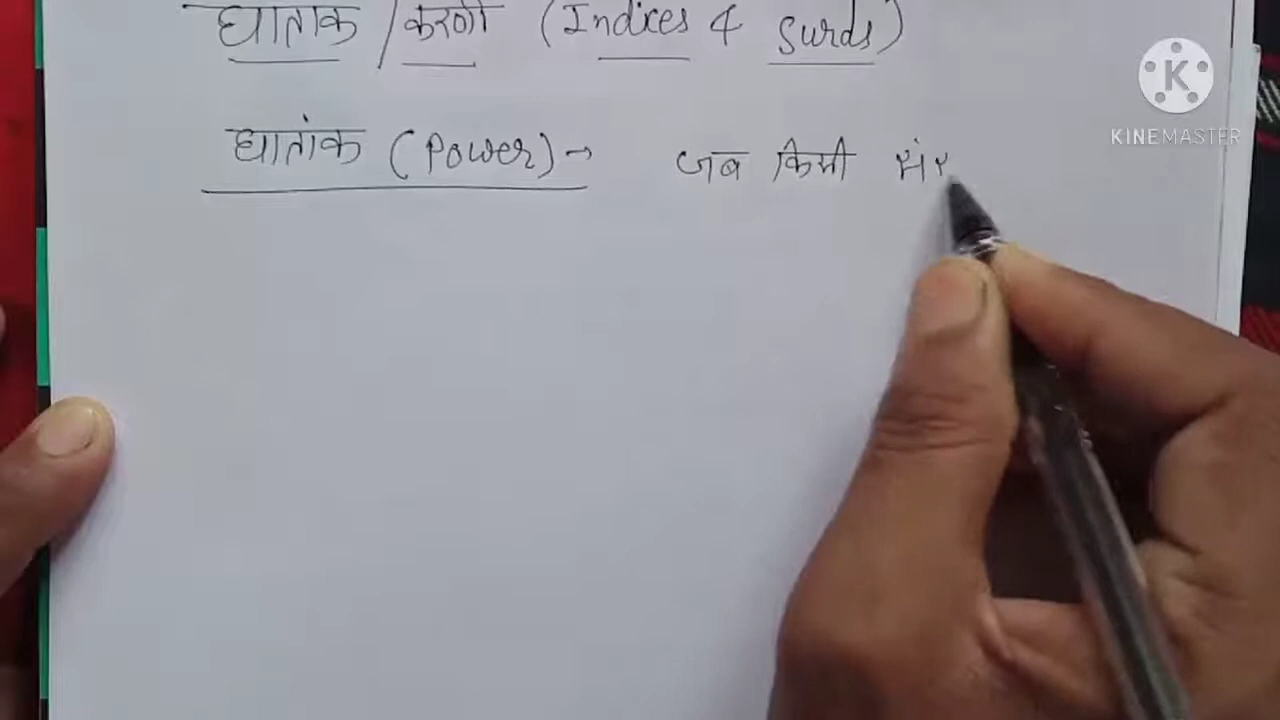 घातांक / करणी (Indices & Surds)
घातांक (Power) → जब किसी
KINEMASTER